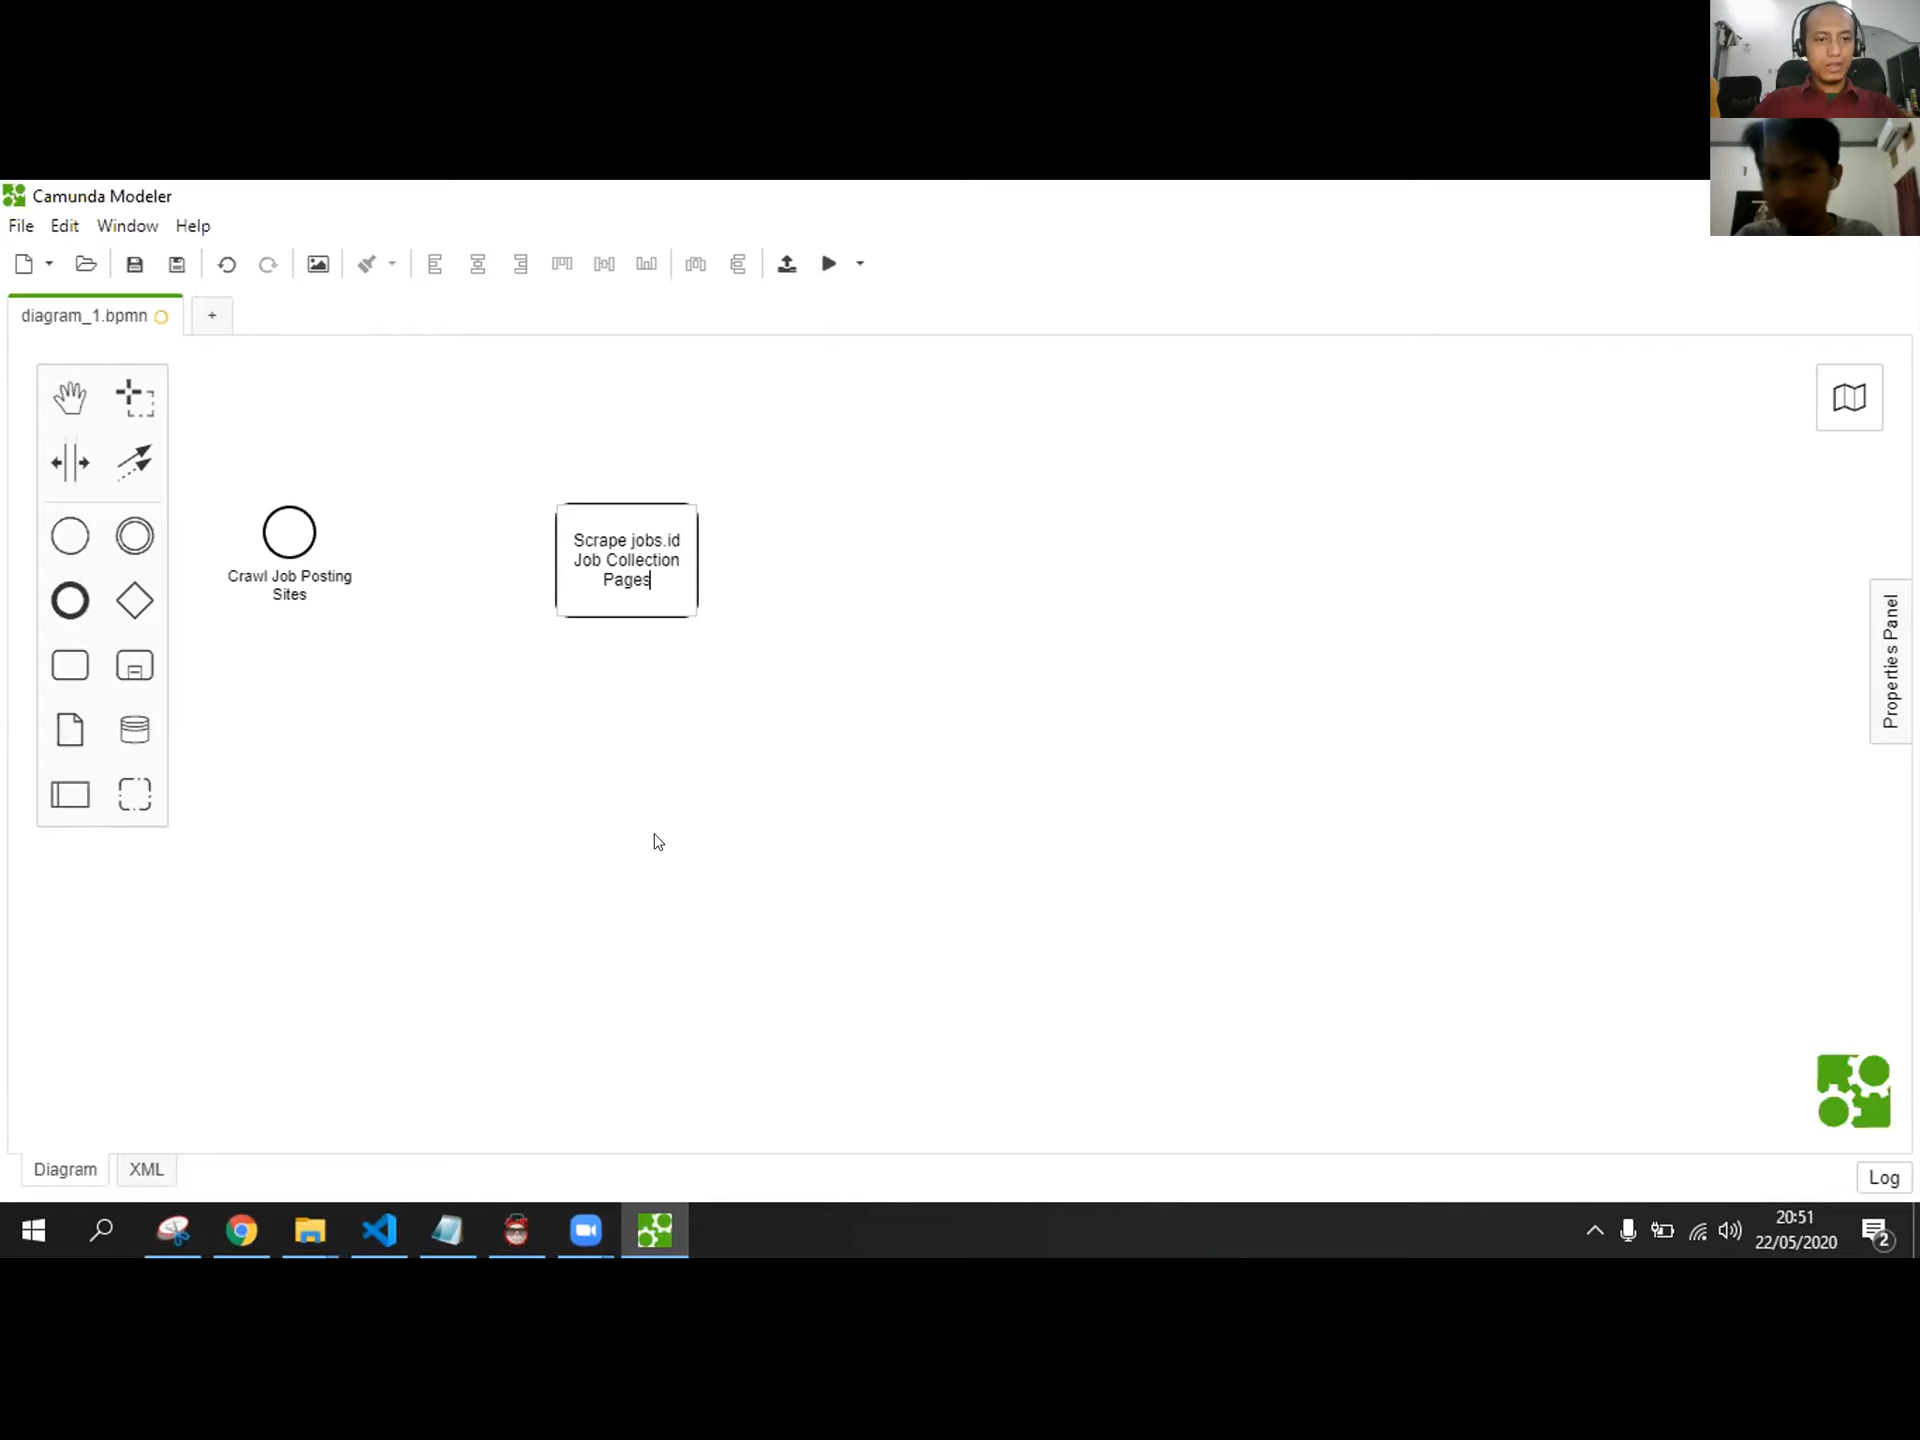 Camunda Modeler
File Edit Window Help
diagram_1.bpmn +
Crawl Job Posting
Sites
Scrape jobs.id
Job Collection
Pages
Properties Panel
Diagram XML
Log
20:51
22/05/2020
2